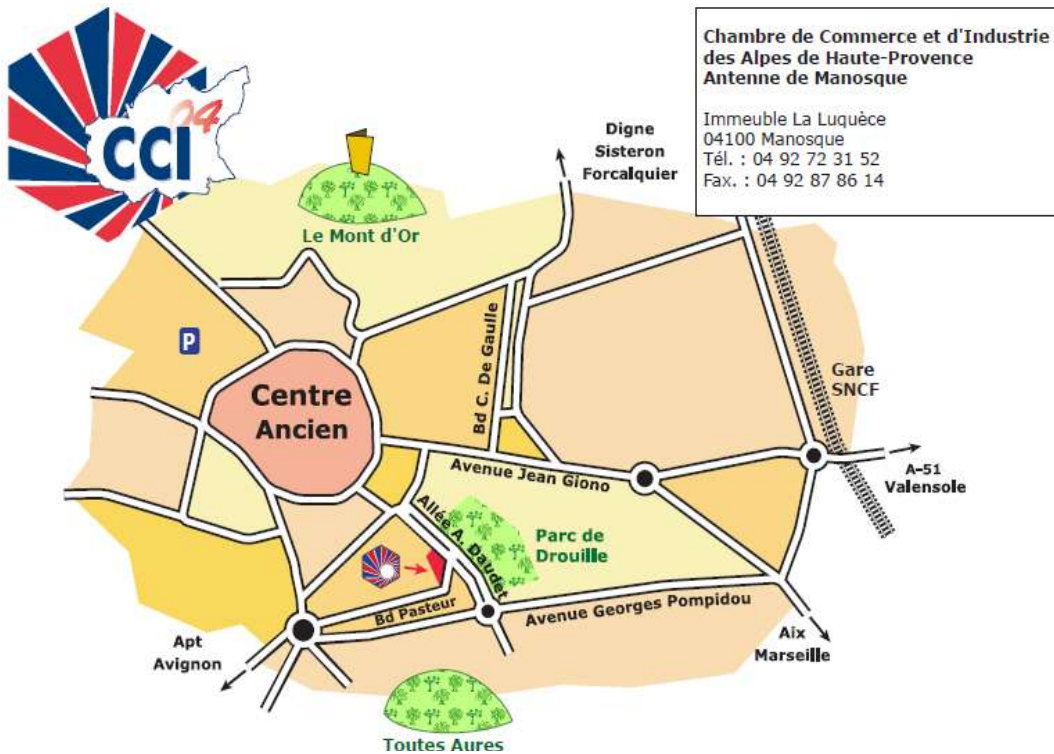 04
CCI
Chambre de Commerce et d'Industrie
des Alpes de Haute-Provence
Antenne de Manosque
Immeuble La Luquèce
04100 Manosque
Tél. : 04 92 72 31 52
Fax. : 04 92 87 86 14
Digne
Sisteron
Forcalquier
Le Mont d'Or
P
Centre
Ancien
Bd C. De Gaulle
Gare
SNCF
Avenue Jean Giono
A-51
Valensole
Allée A. Daudet
Parc de
Drouille
Bd Pasteur
Avenue Georges Pompidou
Apt
Avignon
Aix
Marseille
Toutes Aures